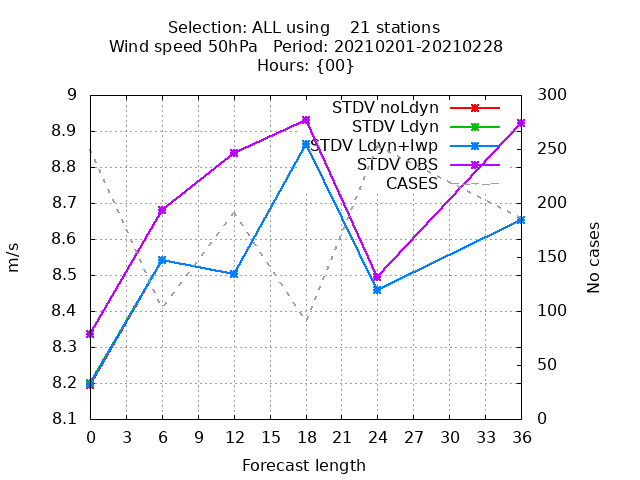 Selection: ALL using    21 stations
Wind speed 50hPa   Period: 20210201-20210228
Hours: {00}
9
8.9
8.8
8.7
8.6
8.5
8.4
8.3
8.2
8.1
m/s
STDV noLdyn
STDV Ldyn
STDV Ldyn+lwp
STDV OBS
CASES
300
250
200
150
100
50
0
No cases
0 3 6 9 12 15 18 21 24 27 30 33 36
Forecast length